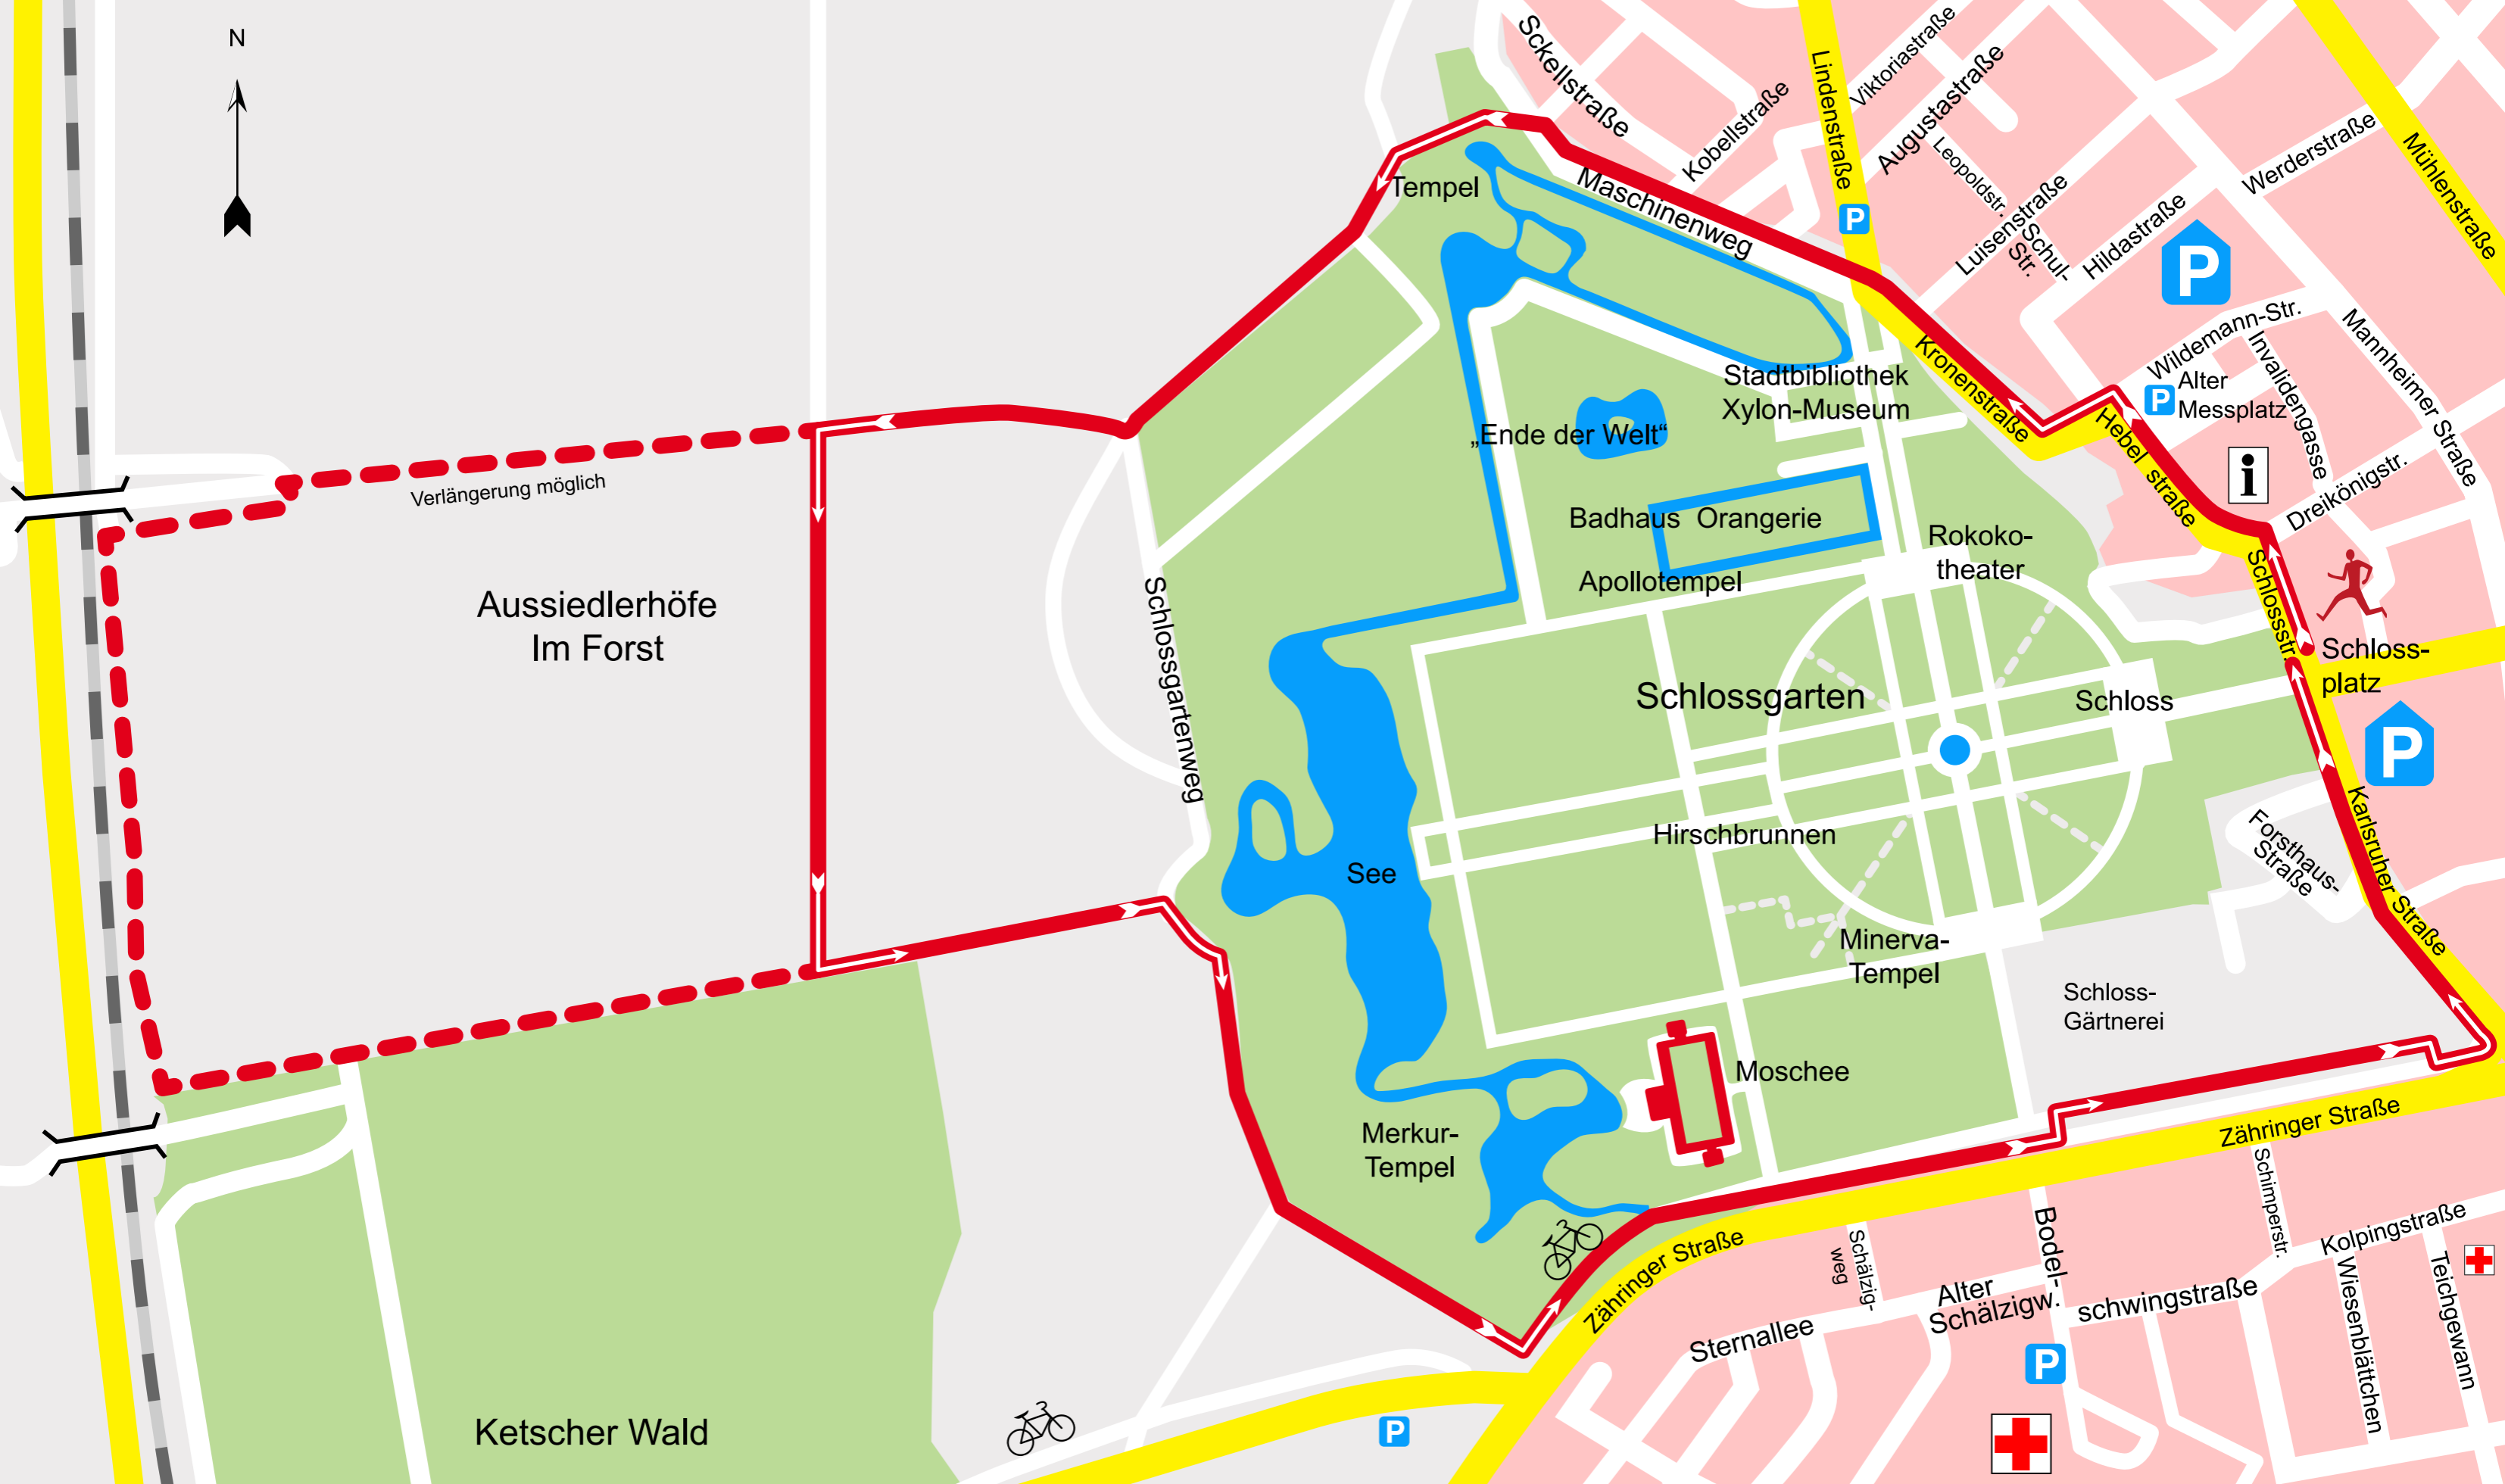 N
Sckellstraße
Kobellstraße
Lindenstraße
Viktoriastraße
Augustastraße
Leopoldstr.
Luisenstraße
Schul-
Str.
Hildastraße
Werderstraße
Mühlenstraße
P
P
Tempel
Maschinenweg
Wildemann-Str.
Invalidengasse
Mannheimer Straße
Kronenstraße
P
Alter
Messplatz
Hebel straße
i
Dreikönigstr.
Stadtbibliothek
Xylon-Museum
„Ende der Welt“
Verlängerung möglich
Badhaus Orangerie
Apollotempel
Rokoko-
theater
Schlossstr.
Aussiedlerhöfe
Im Forst
Schlossgartenweg
Schloss-
platz
Schlossgarten
Schloss
P
Karlsruher Straße
Forsthaus-
Straße
Hirschbrunnen
See
Minerva-
Tempel
Schloss-
Gärtnerei
Moschee
Merkur-
Tempel
Zähringer Straße
Zähringer Straße
Schälzig-
weg
Bodel-
schwingstraße
Schimperstr.
Kolpingstraße
Wiesenblättchen
Teichgewann
Alter
Schälzigw.
Sternallee
P
P
Ketscher Wald